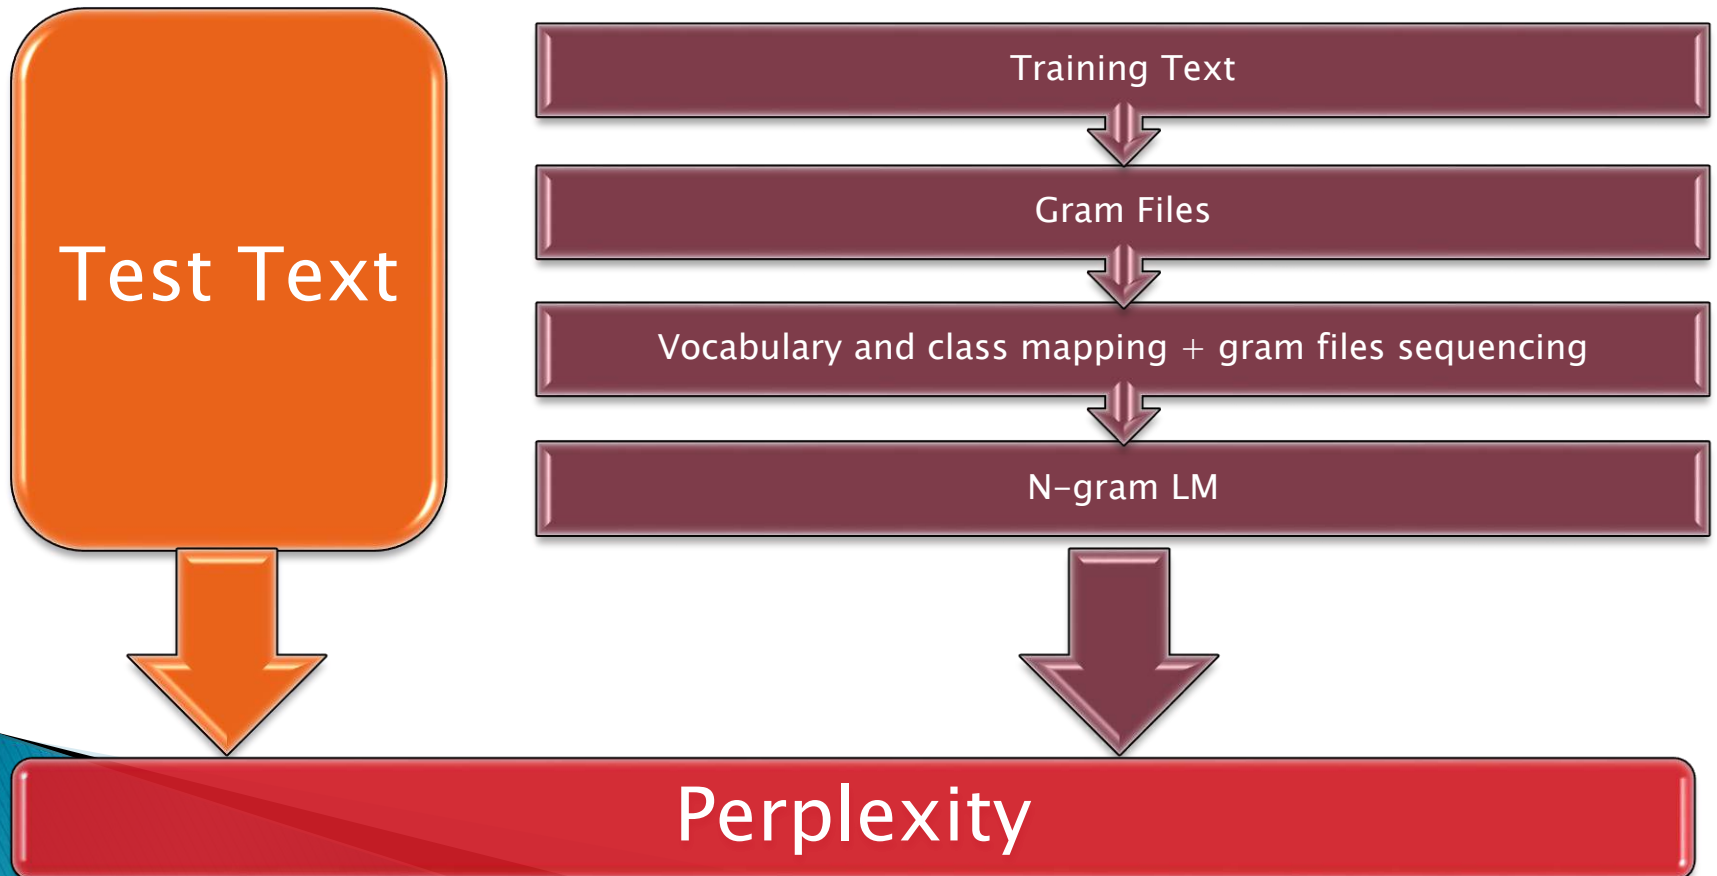 Test Text
Training Text
Gram Files
Vocabulary and class mapping + gram files sequencing
N-gram LM
Perplexity